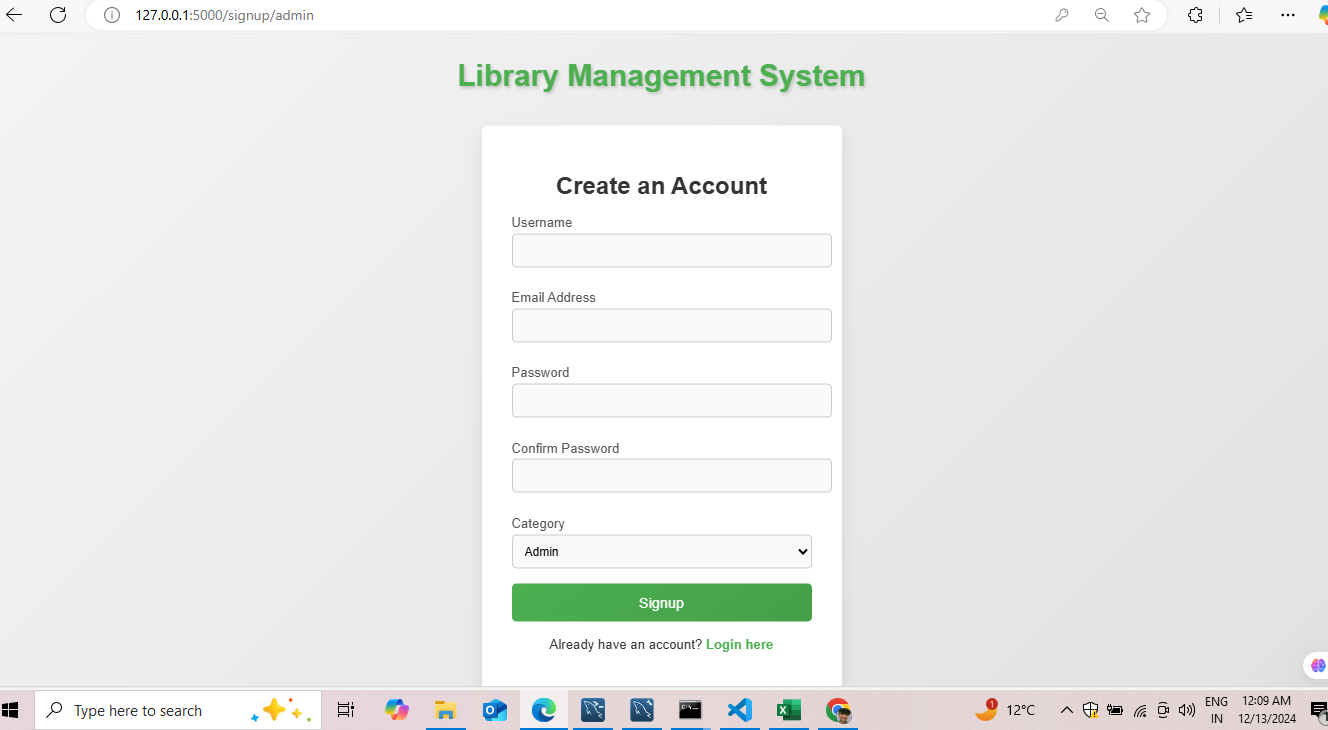 127.0.0.1:5000/signup/admin
Library Management System
Create an Account
Username
Email Address
Password
Confirm Password
Category
Admin
Signup
Already have an account? Login here
Type here to search
1
12°C
ENG
IN
12:09 AM
12/13/2024